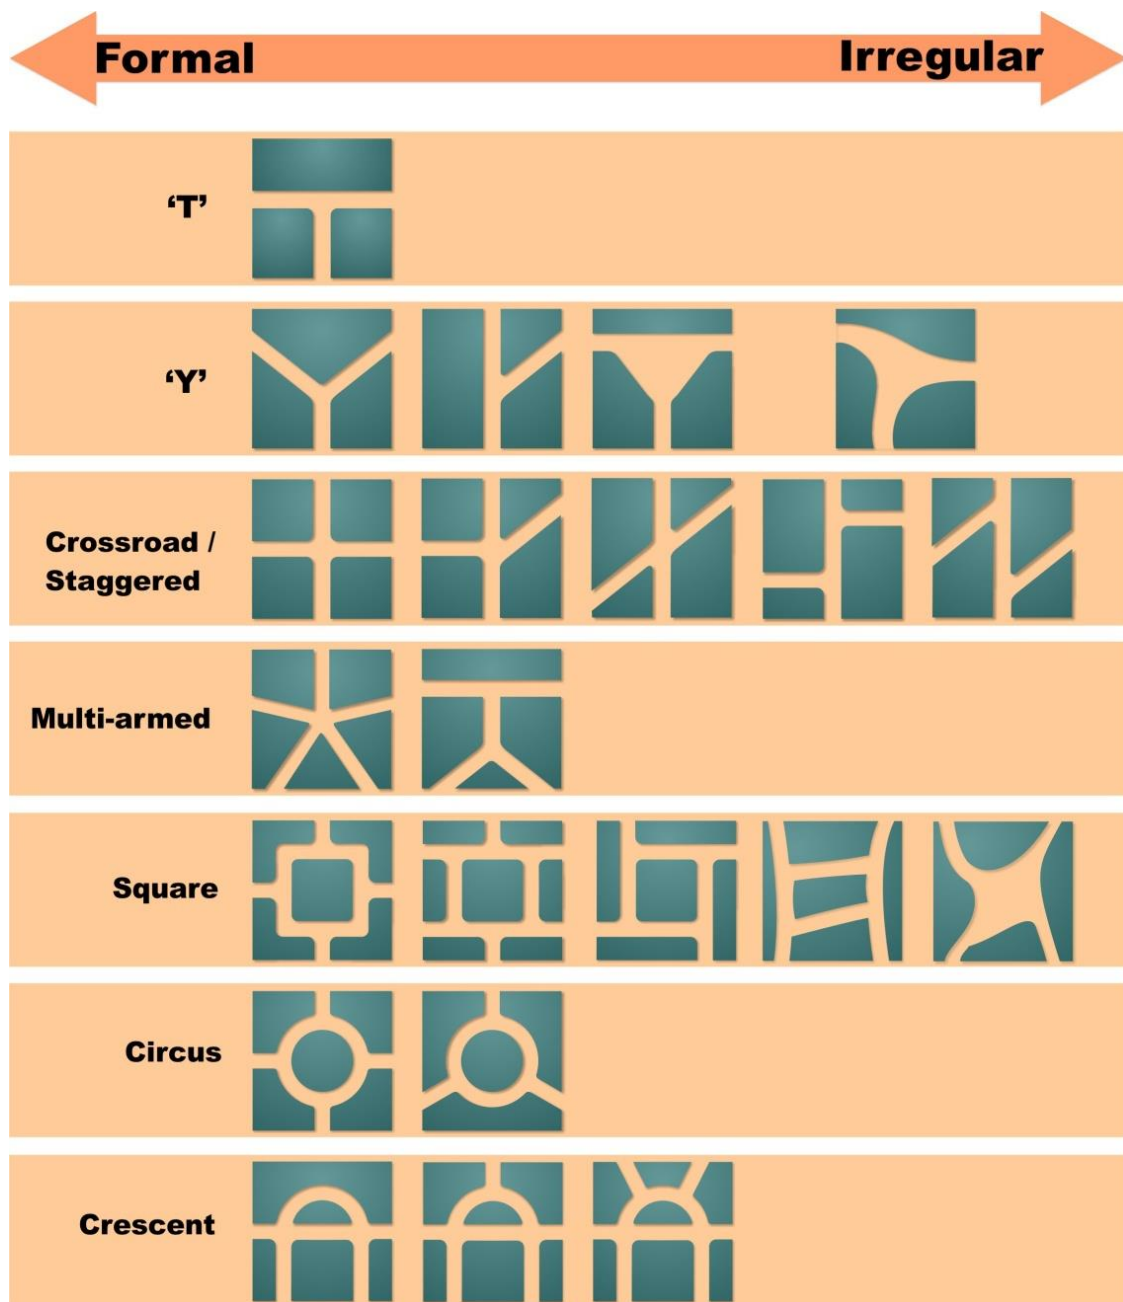 Formal Irregular
‘T’
‘Y’
Crossroad /
Staggered
Multi-armed
Square
Circus
Crescent